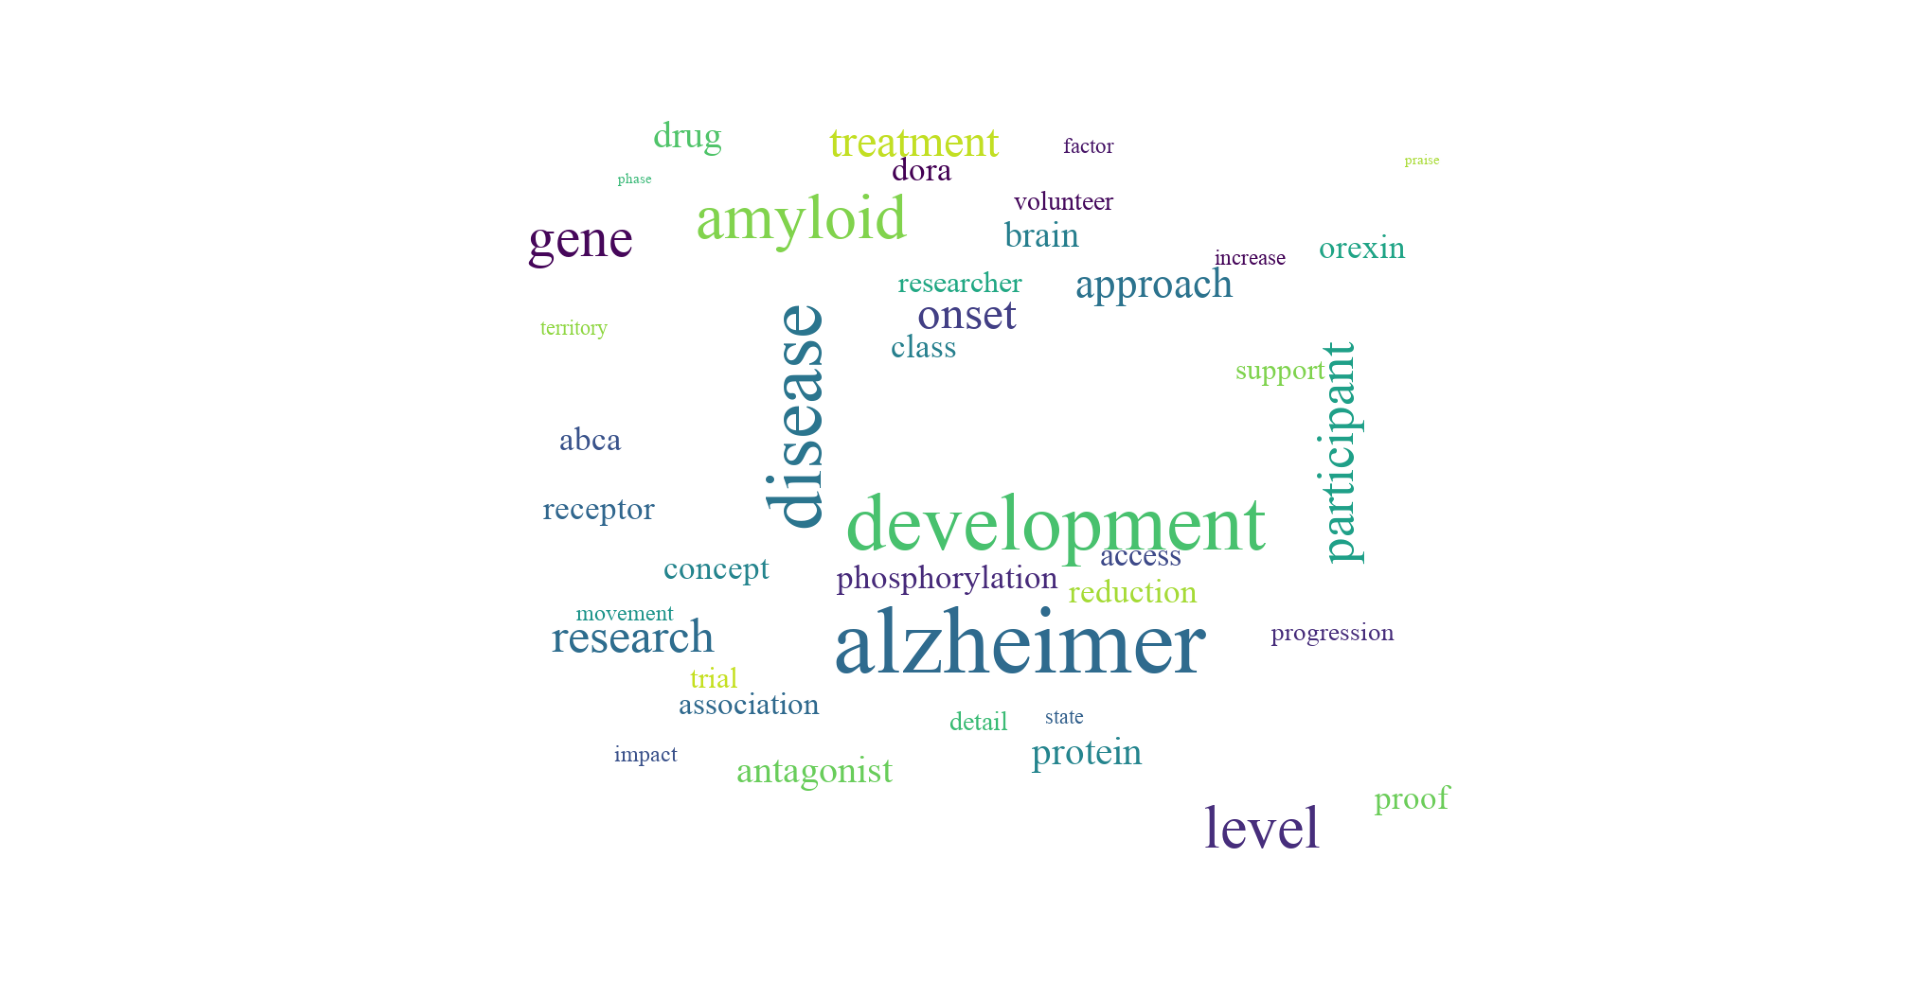 drug
treatment
factor
praise
dora
phase
volunteer
amyloid
gene
brain
orexin
increase
researcher
approach
onset
territory
class
disease
support
participant
abca
receptor
development
access
concept
phosphorylation
reduction
movement
research
alzheimer
progression
trial
association
detail
state
impact
protein
antagonist
proof
level